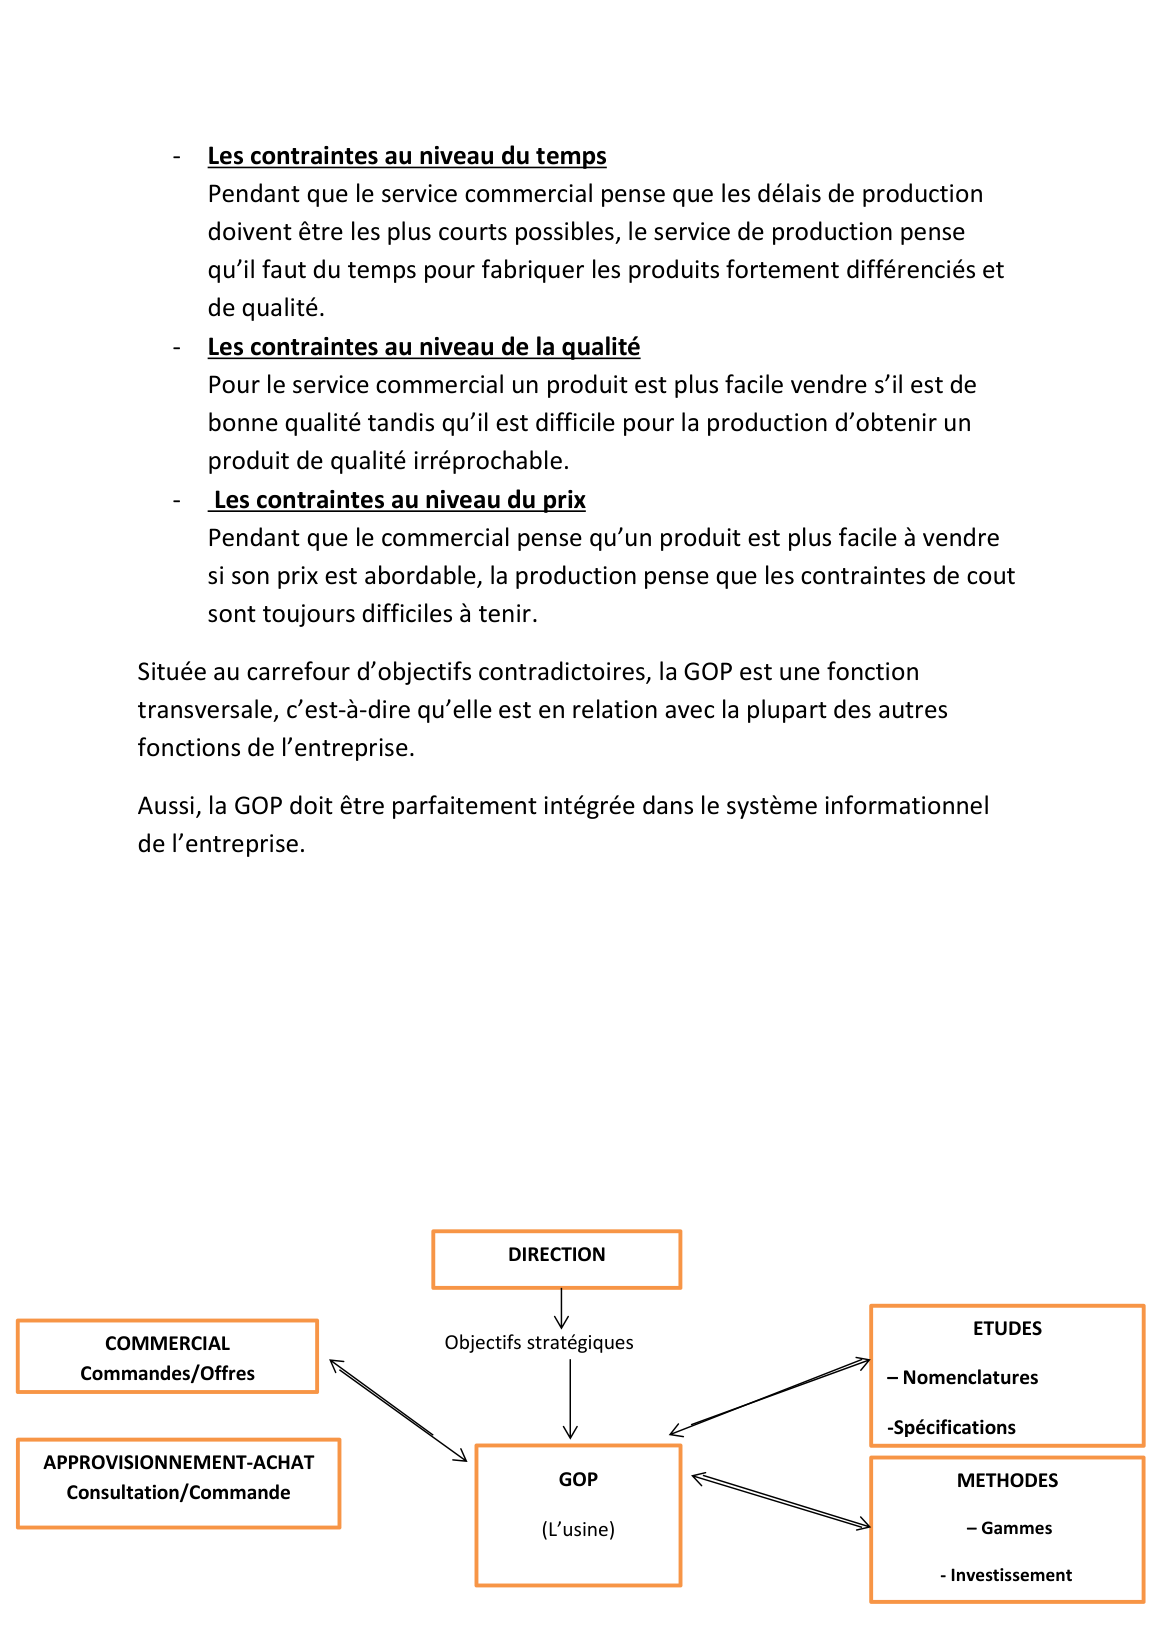 - Les contraintes au niveau du temps
Pendant que le service commercial pense que les délais de production
doivent être les plus courts possibles, le service de production pense
qu’il faut du temps pour fabriquer les produits fortement différenciés et
de qualité.
- Les contraintes au niveau de la qualité
Pour le service commercial un produit est plus facile vendre s’il est de
bonne qualité tandis qu’il est difficile pour la production d’obtenir un
produit de qualité irréprochable.
- Les contraintes au niveau du prix
Pendant que le commercial pense qu’un produit est plus facile à vendre
si son prix est abordable, la production pense que les contraintes de cout
sont toujours difficiles à tenir.
Située au carrefour d’objectifs contradictoires, la GOP est une fonction
transversale, c’est-à-dire qu’elle est en relation avec la plupart des autres
fonctions de l’entreprise.
Aussi, la GOP doit être parfaitement intégrée dans le système informationnel
de l’entreprise.
DIRECTION
Objectifs stratégiques
COMMERCIAL
Commandes/Offres
APPROVISIONNEMENT-ACHAT
Consultation/Commande
GOP
(L’usine)
ETUDES
– Nomenclatures
-Spécifications
METHODES
– Gammes
- Investissement